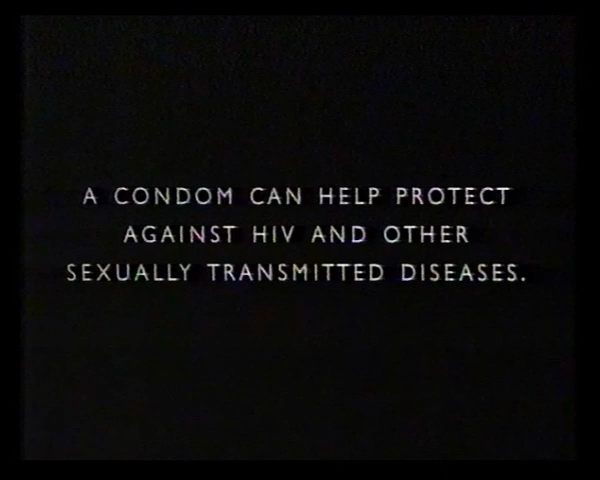 A CONDOM CAN HELP PROTECT
AGAINST HIV AND OTHER
SEXUALLY TRANSMITTED DISEASES.